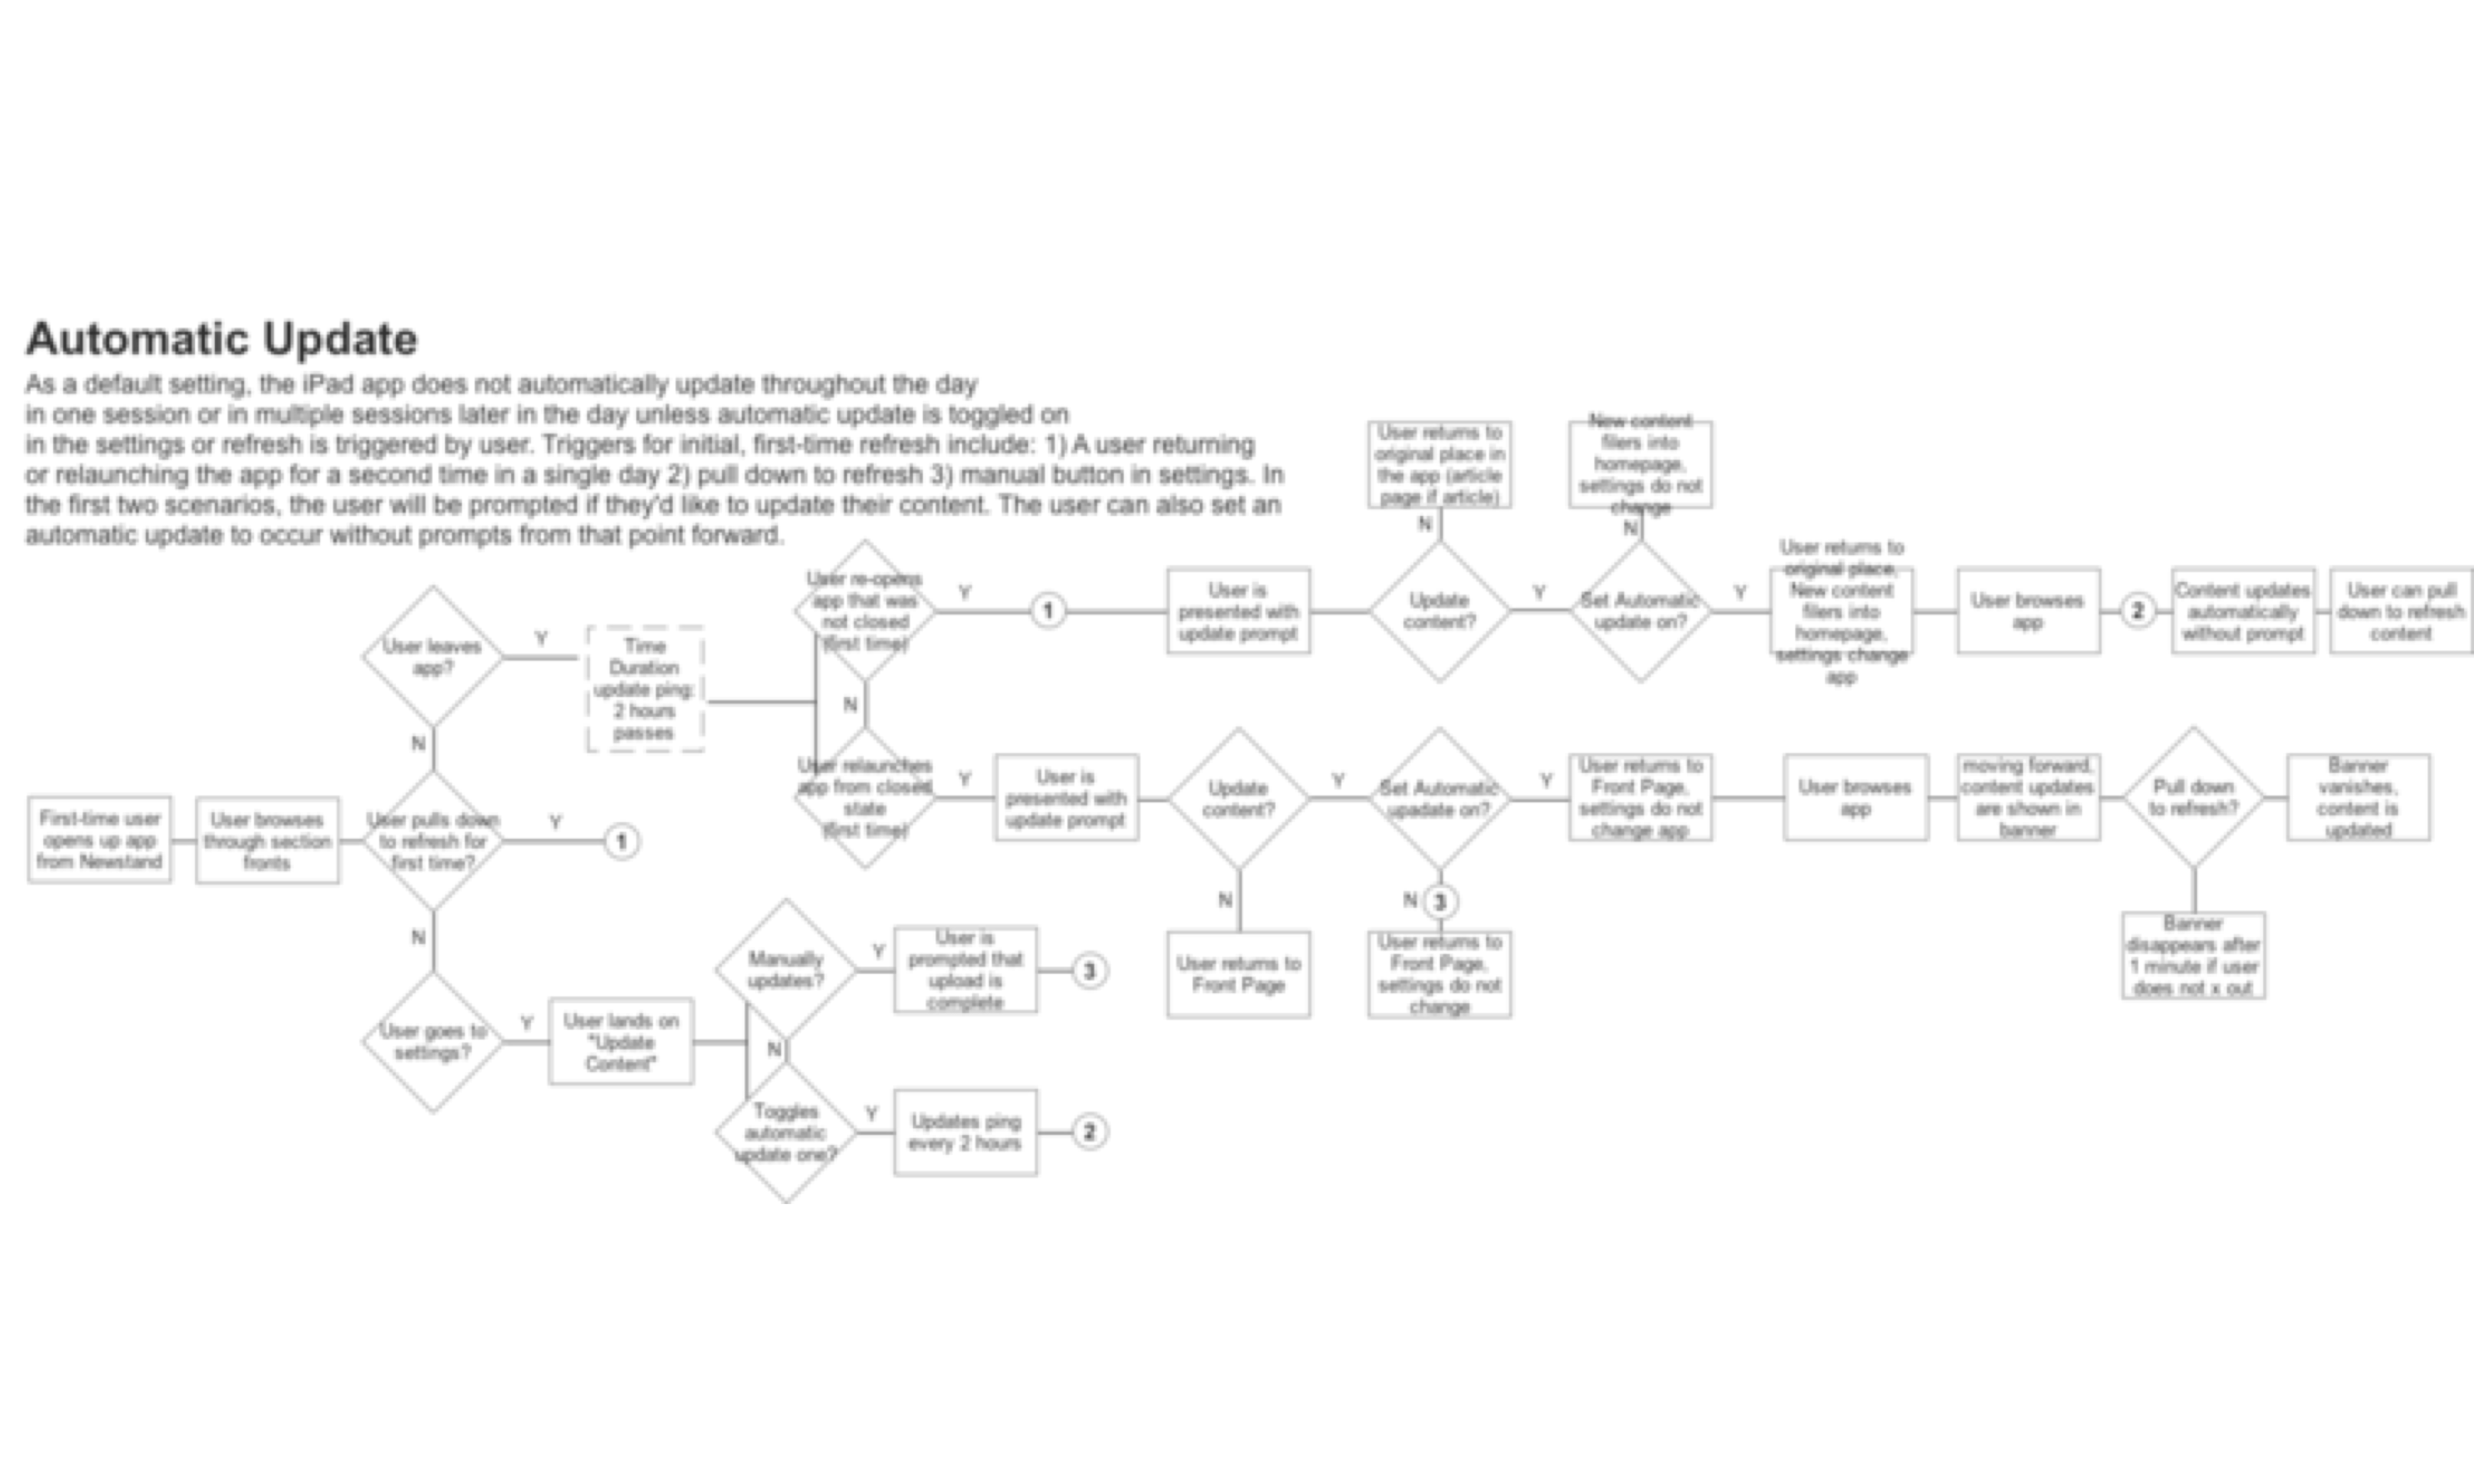 Automatic Update
As a default setting, the iPad app does not automatically update throughout the day
in one session or in multiple sessions later in the day unless automatic update is toggled on
in the settings or refresh is triggered by user. Triggers for initial, first-time refresh include: 1) A user returning
or relaunching the app for a second time in a single day 2) pull down to refresh 3) manual button in settings. In
the first two scenarios, the user will be prompted if they'd like to update their content. The user can also set an
automatic update to occur without prompts from that point forward.
User returns to
original place in
the app (article
page if article)
N
New content
filers into
homepage,
settings do not
change
N
User leaves
app?
Y
N
Time
Duration
update ping:
2 hours
passes
User re-opens
app that was
not closed
(first time)
Y
N
1
User is
presented with
update prompt
Update
content?
Y
Set Automatic
update on?
Y
User returns to
original place,
New content
filers into
homepage,
settings change
app
User browses
app
2
Content updates
automatically
without prompt
User can pull
down to refresh
content
User relaunches
app from closed
state
(first time)
Y
User is
presented with
update prompt
Update
content?
Y
N
User returns to
Front Page
Set Automatic
upadate on?
Y
N
3
User returns to
Front Page,
settings do not
change
User returns to
Front Page,
settings do not
change app
User browses
app
moving forward,
content updates
are shown in
banner
Pull down
to refresh?
Banner
vanishes,
content is
updated
Banner
disappears after
1 minute if user
does not x out
First-time user
opens up app
from Newstand
User browses
through section
fronts
User pulls down
to refresh for
first time?
Y
1
N
User goes to
settings?
Y
User lands on
"Update
Content"
Manually
updates?
Y
N
User is
prompted that
upload is
complete
3
Toggles
automatic
update one?
Y
Updates ping
every 2 hours
2